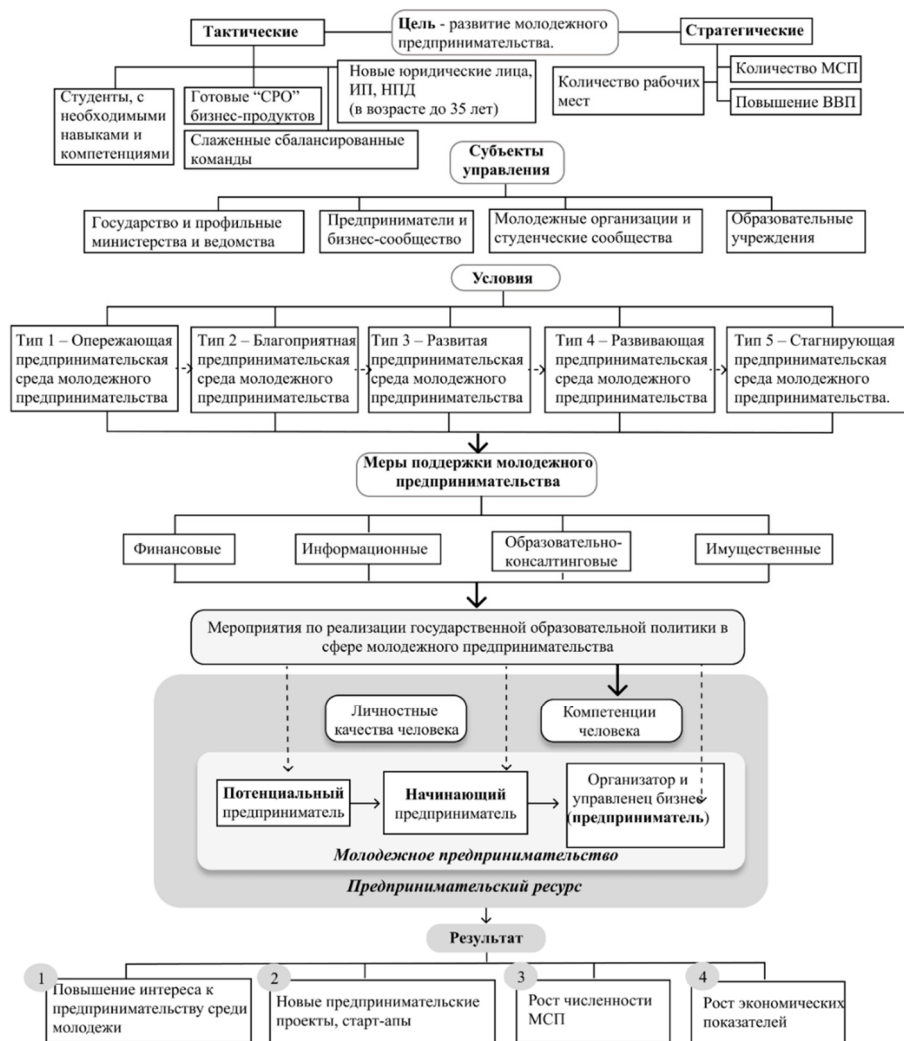 Цель - развитие молодежного
предпринимательства.
Тактические
Стратегические
Студенты, с
необходимыми
навыками и
компетенциями
Готовые “СРО”
бизнес-продуктов
Новые юридические лица,
ИП, НПД
(в возрасте до 35 лет)
Слаженные сбалансированные
команды
Количество рабочих
мест
Количество МСП
Повышение ВВП
Субъекты
управления
Государство и профильные
министерства и ведомства
Предприниматели и
бизнес-сообщество
Молодежные организации и
студенческие сообщества
Образовательные
учреждения
Условия
Тип 1 – Опережающая
предпринимательская
среда молодежного
предпринимательства
Тип 2 – Благоприятная
предпринимательская
среда молодежного
предпринимательства
Тип 3 – Развитая
предпринимательская
среда молодежного
предпринимательства
Тип 4 – Развивающая
предпринимательская
среда молодежного
предпринимательства
Тип 5 – Стагнирующая
предпринимательская
среда молодежного
предпринимательства.
Меры поддержки молодежного
предпринимательства
Финансовые
Информационные
Образовательно-
консалтинговые
Имущественные
Мероприятия по реализации государственной образовательной политики в
сфере молодежного предпринимательства
Личностные
качества человека
Компетенции
человека
Потенциальный
предприниматель
Начинающий
предприниматель
Организатор и
управленец бизнес
(предприниматель)
Молодежное предпринимательство
Предпринимательский ресурс
Результат
1
Повышение интереса к
предпринимательству среди
молодежи
2
Новые предпринимательские
проекты, старт-апы
3
Рост численности
МСП
4
Рост экономических
показателей